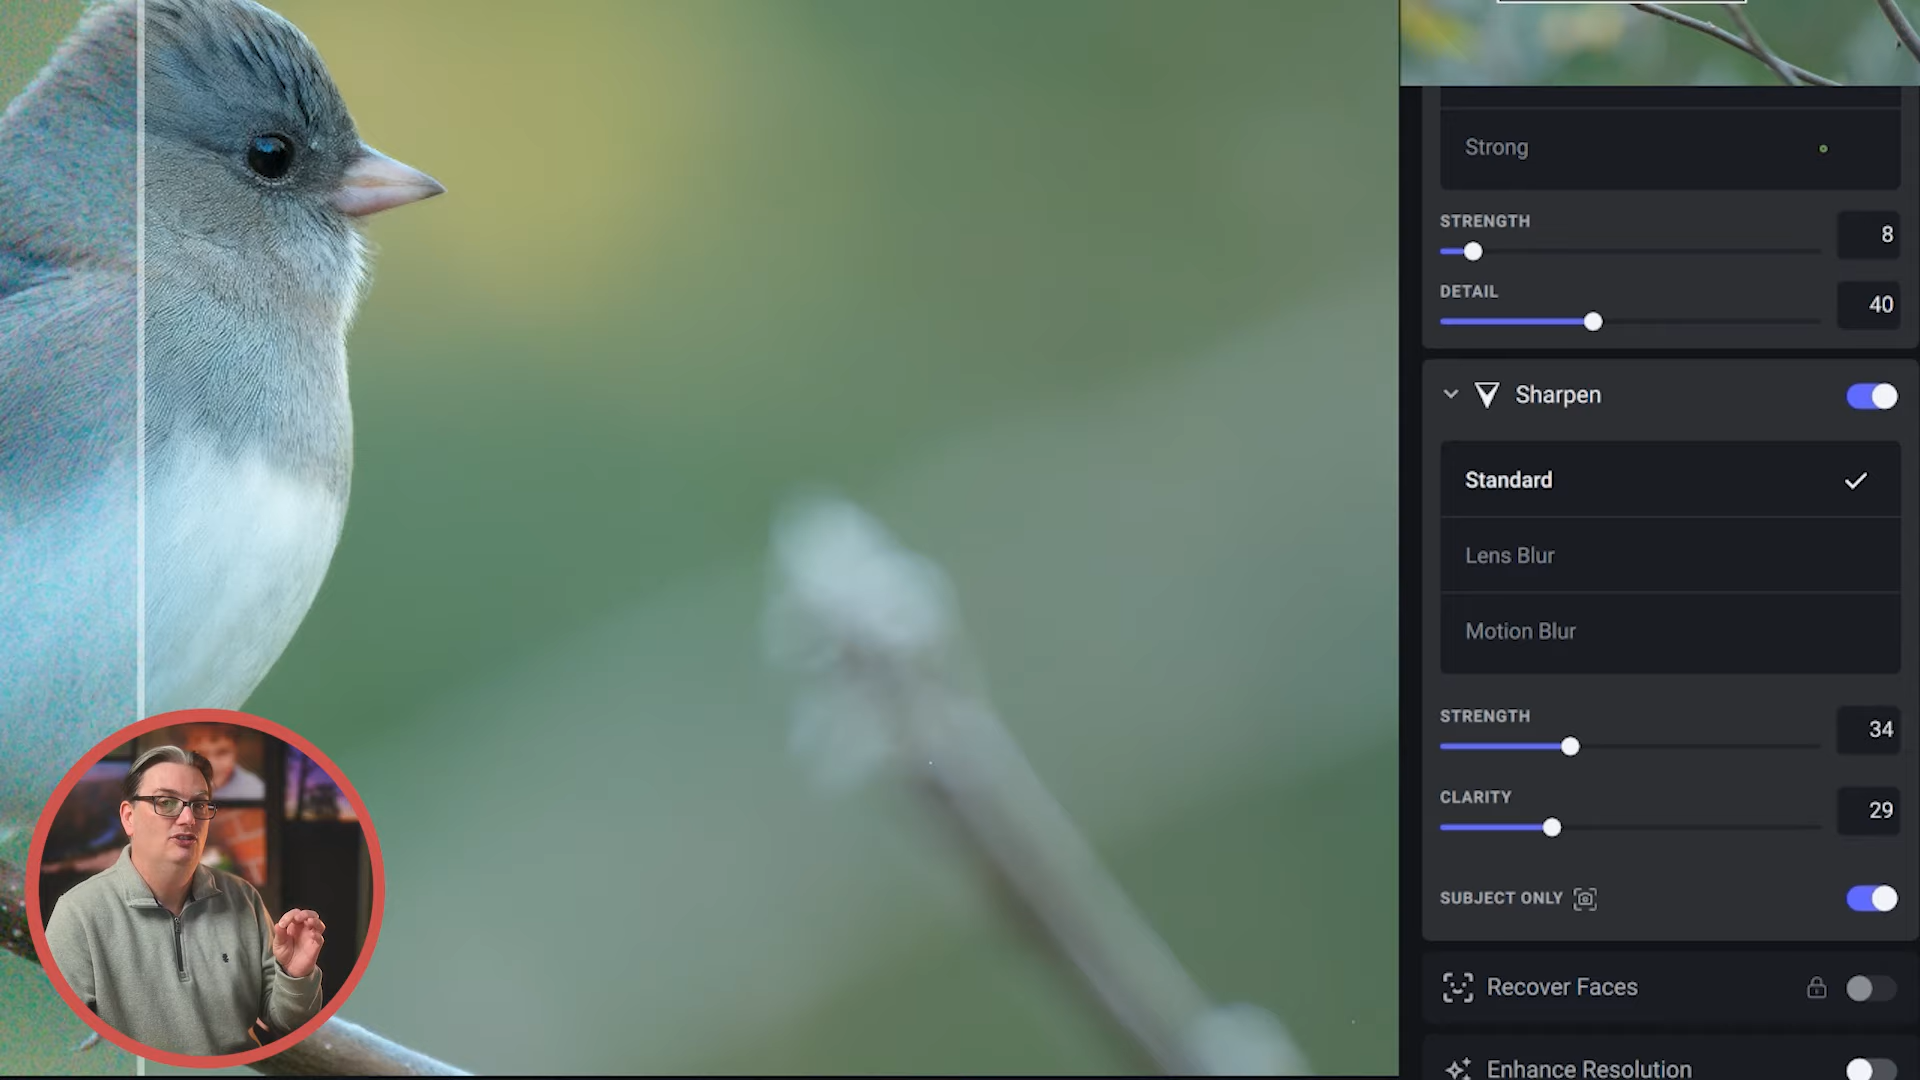 Strong
STRENGTH
8
DETAIL
40
Sharpen
Standard
Lens Blur
Motion Blur
STRENGTH
34
CLARITY
29
SUBJECT ONLY
Recover Faces
Enhance Resolution